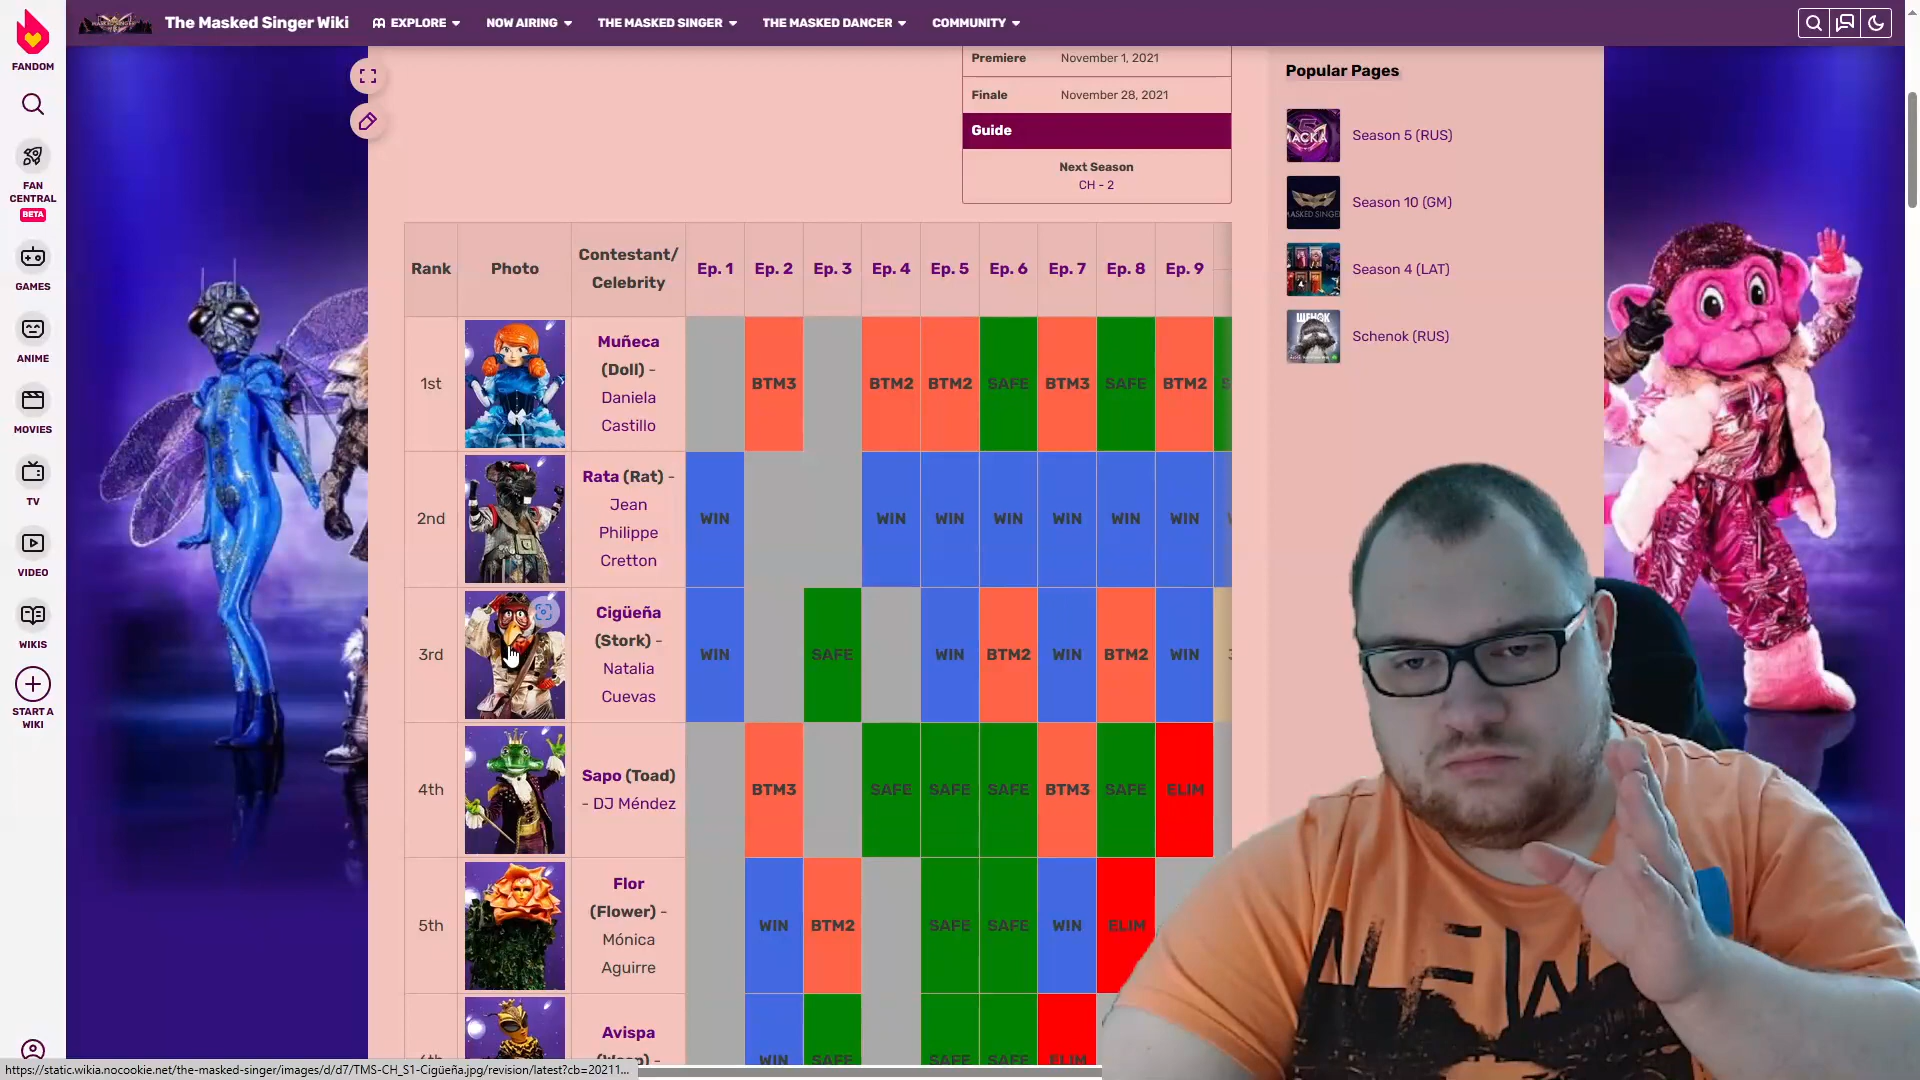 The Masked Singer Wiki
EXPLORE
NOW AIRING
THE MASKED SINGER
THE MASKED DANCER
COMMUNITY
FANDOM
FAN
CENTRAL
BETA
GAMES
ANIME
MOVIES
TV
VIDEO
WIKIS
START A
WIKI
Premiere November 1, 2021
Finale November 28, 2021
Guide
Next Season
CH - 2
Popular Pages
Season 5 (RUS)
Season 10 (GM)
Season 4 (LAT)
Schenok (RUS)
Rank Photo Contestant/
Celebrity Ep. 1 Ep. 2 Ep. 3 Ep. 4 Ep. 5 Ep. 6 Ep. 7 Ep. 8 Ep. 9
1st Muñeca
(Doll) -
Daniela
Castillo
BTM3 BTM2 BTM2 SAFE BTM3 SAFE BTM2
2nd Rata (Rat) -
Jean
Philippe
Cretton
WIN WIN WIN WIN WIN WIN WIN
3rd Cigüeña
(Stork) -
Natalia
Cuevas
WIN SAFE WIN BTM2 WIN BTM2 WIN
4th Sapo (Toad)
- DJ Méndez
BTM3 SAFE SAFE SAFE BTM3 SAFE ELIM
5th Flor
(Flower) -
Mónica
Aguirre
WIN BTM2 SAFE SAFE WIN ELIM
Avispa
WIN SAFE SAFE SAFE ELIM
https://static.wikia.nocookie.net/the-masked-singer/images/d/d7/TMS-CH_S1-Cigüeña.jpg/revision/latest?cb=20211...